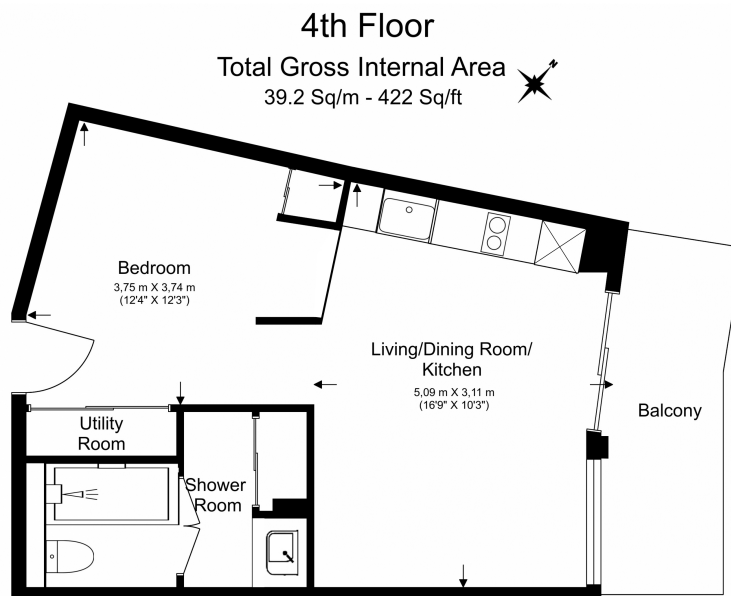 4th Floor
Total Gross Internal Area
39.2 Sq/m - 422 Sq/ft
N
Bedroom
3,75 m X 3,74 m
(12'4" X 12'3")
Living/Dining Room/
Kitchen
5,09 m X 3,11 m
(16'9" X 10'3")
Balcony
Utility
Room
Shower
Room